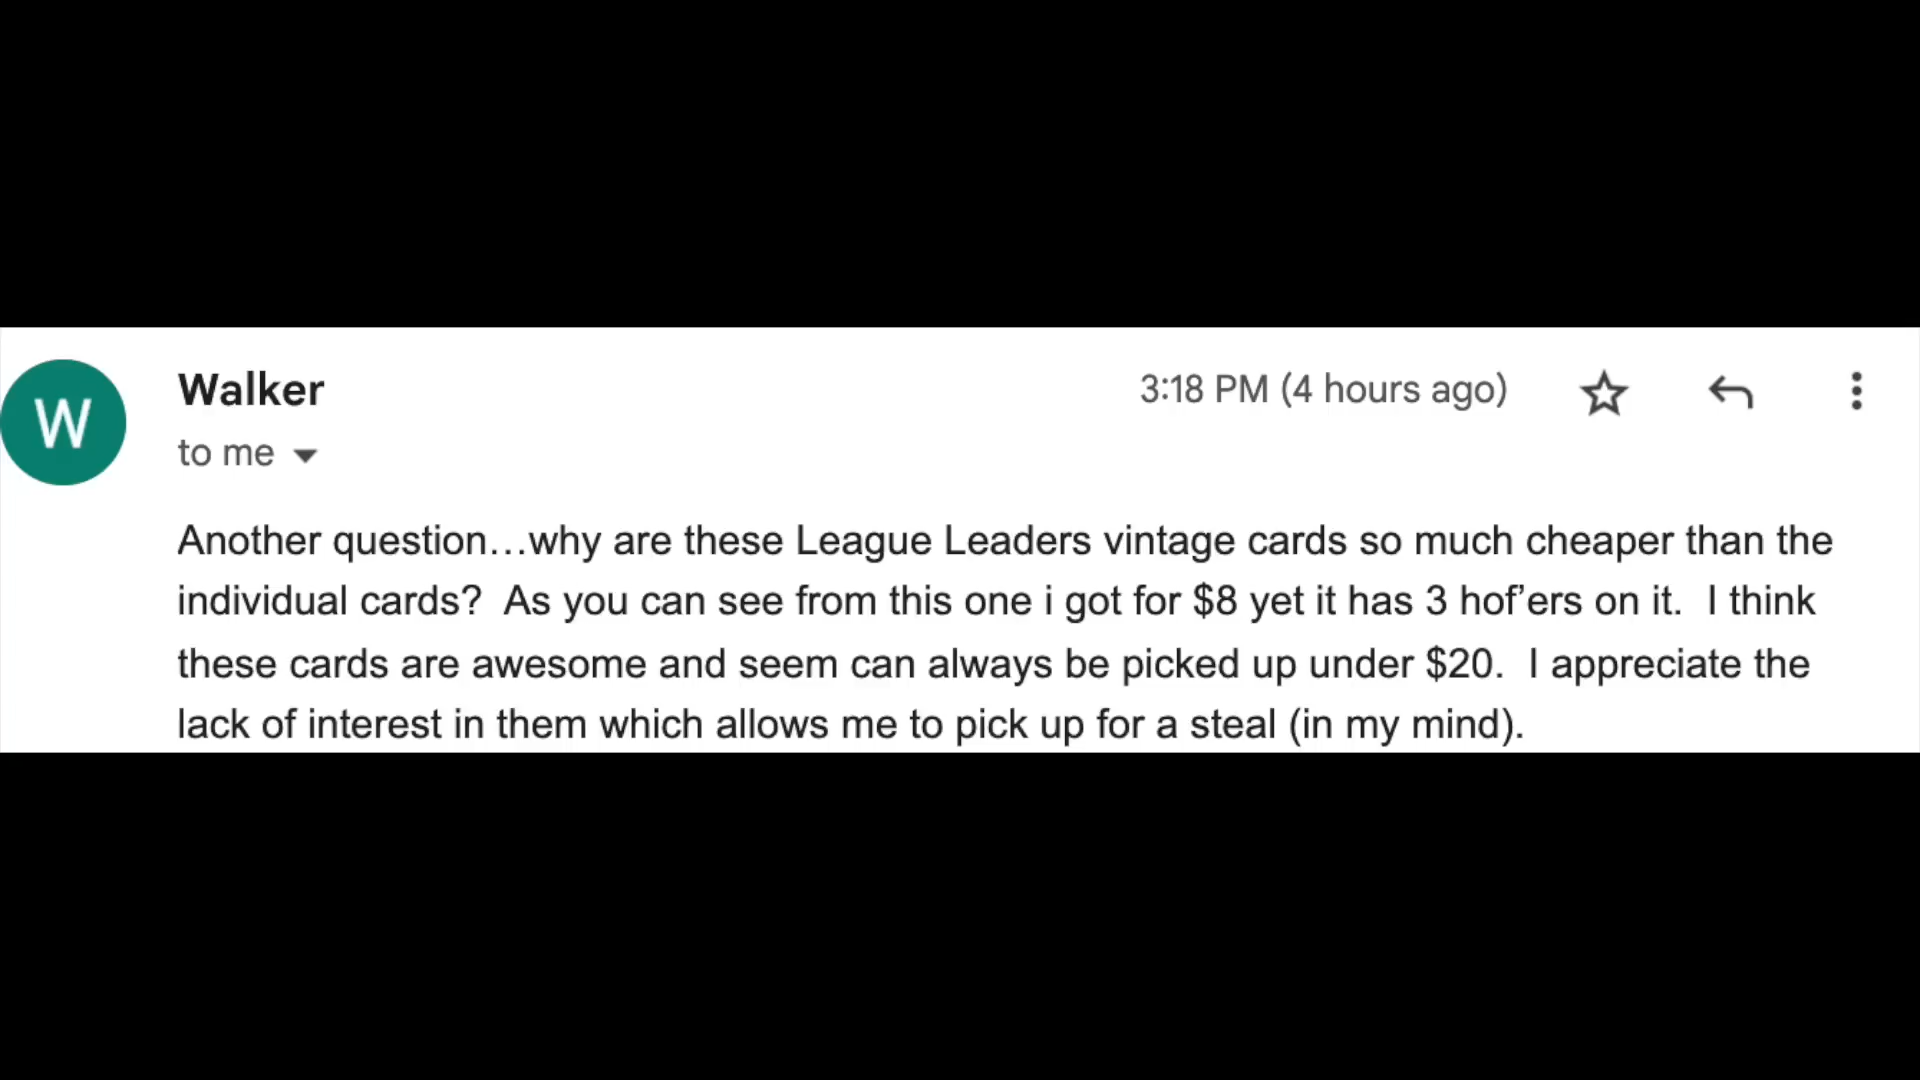 W
Walker
3:18 PM (4 hours ago)
to me
Another question…why are these League Leaders vintage cards so much cheaper than the
individual cards?  As you can see from this one i got for $8 yet it has 3 hof’ers on it.  I think
these cards are awesome and seem can always be picked up under $20.  I appreciate the
lack of interest in them which allows me to pick up for a steal (in my mind).